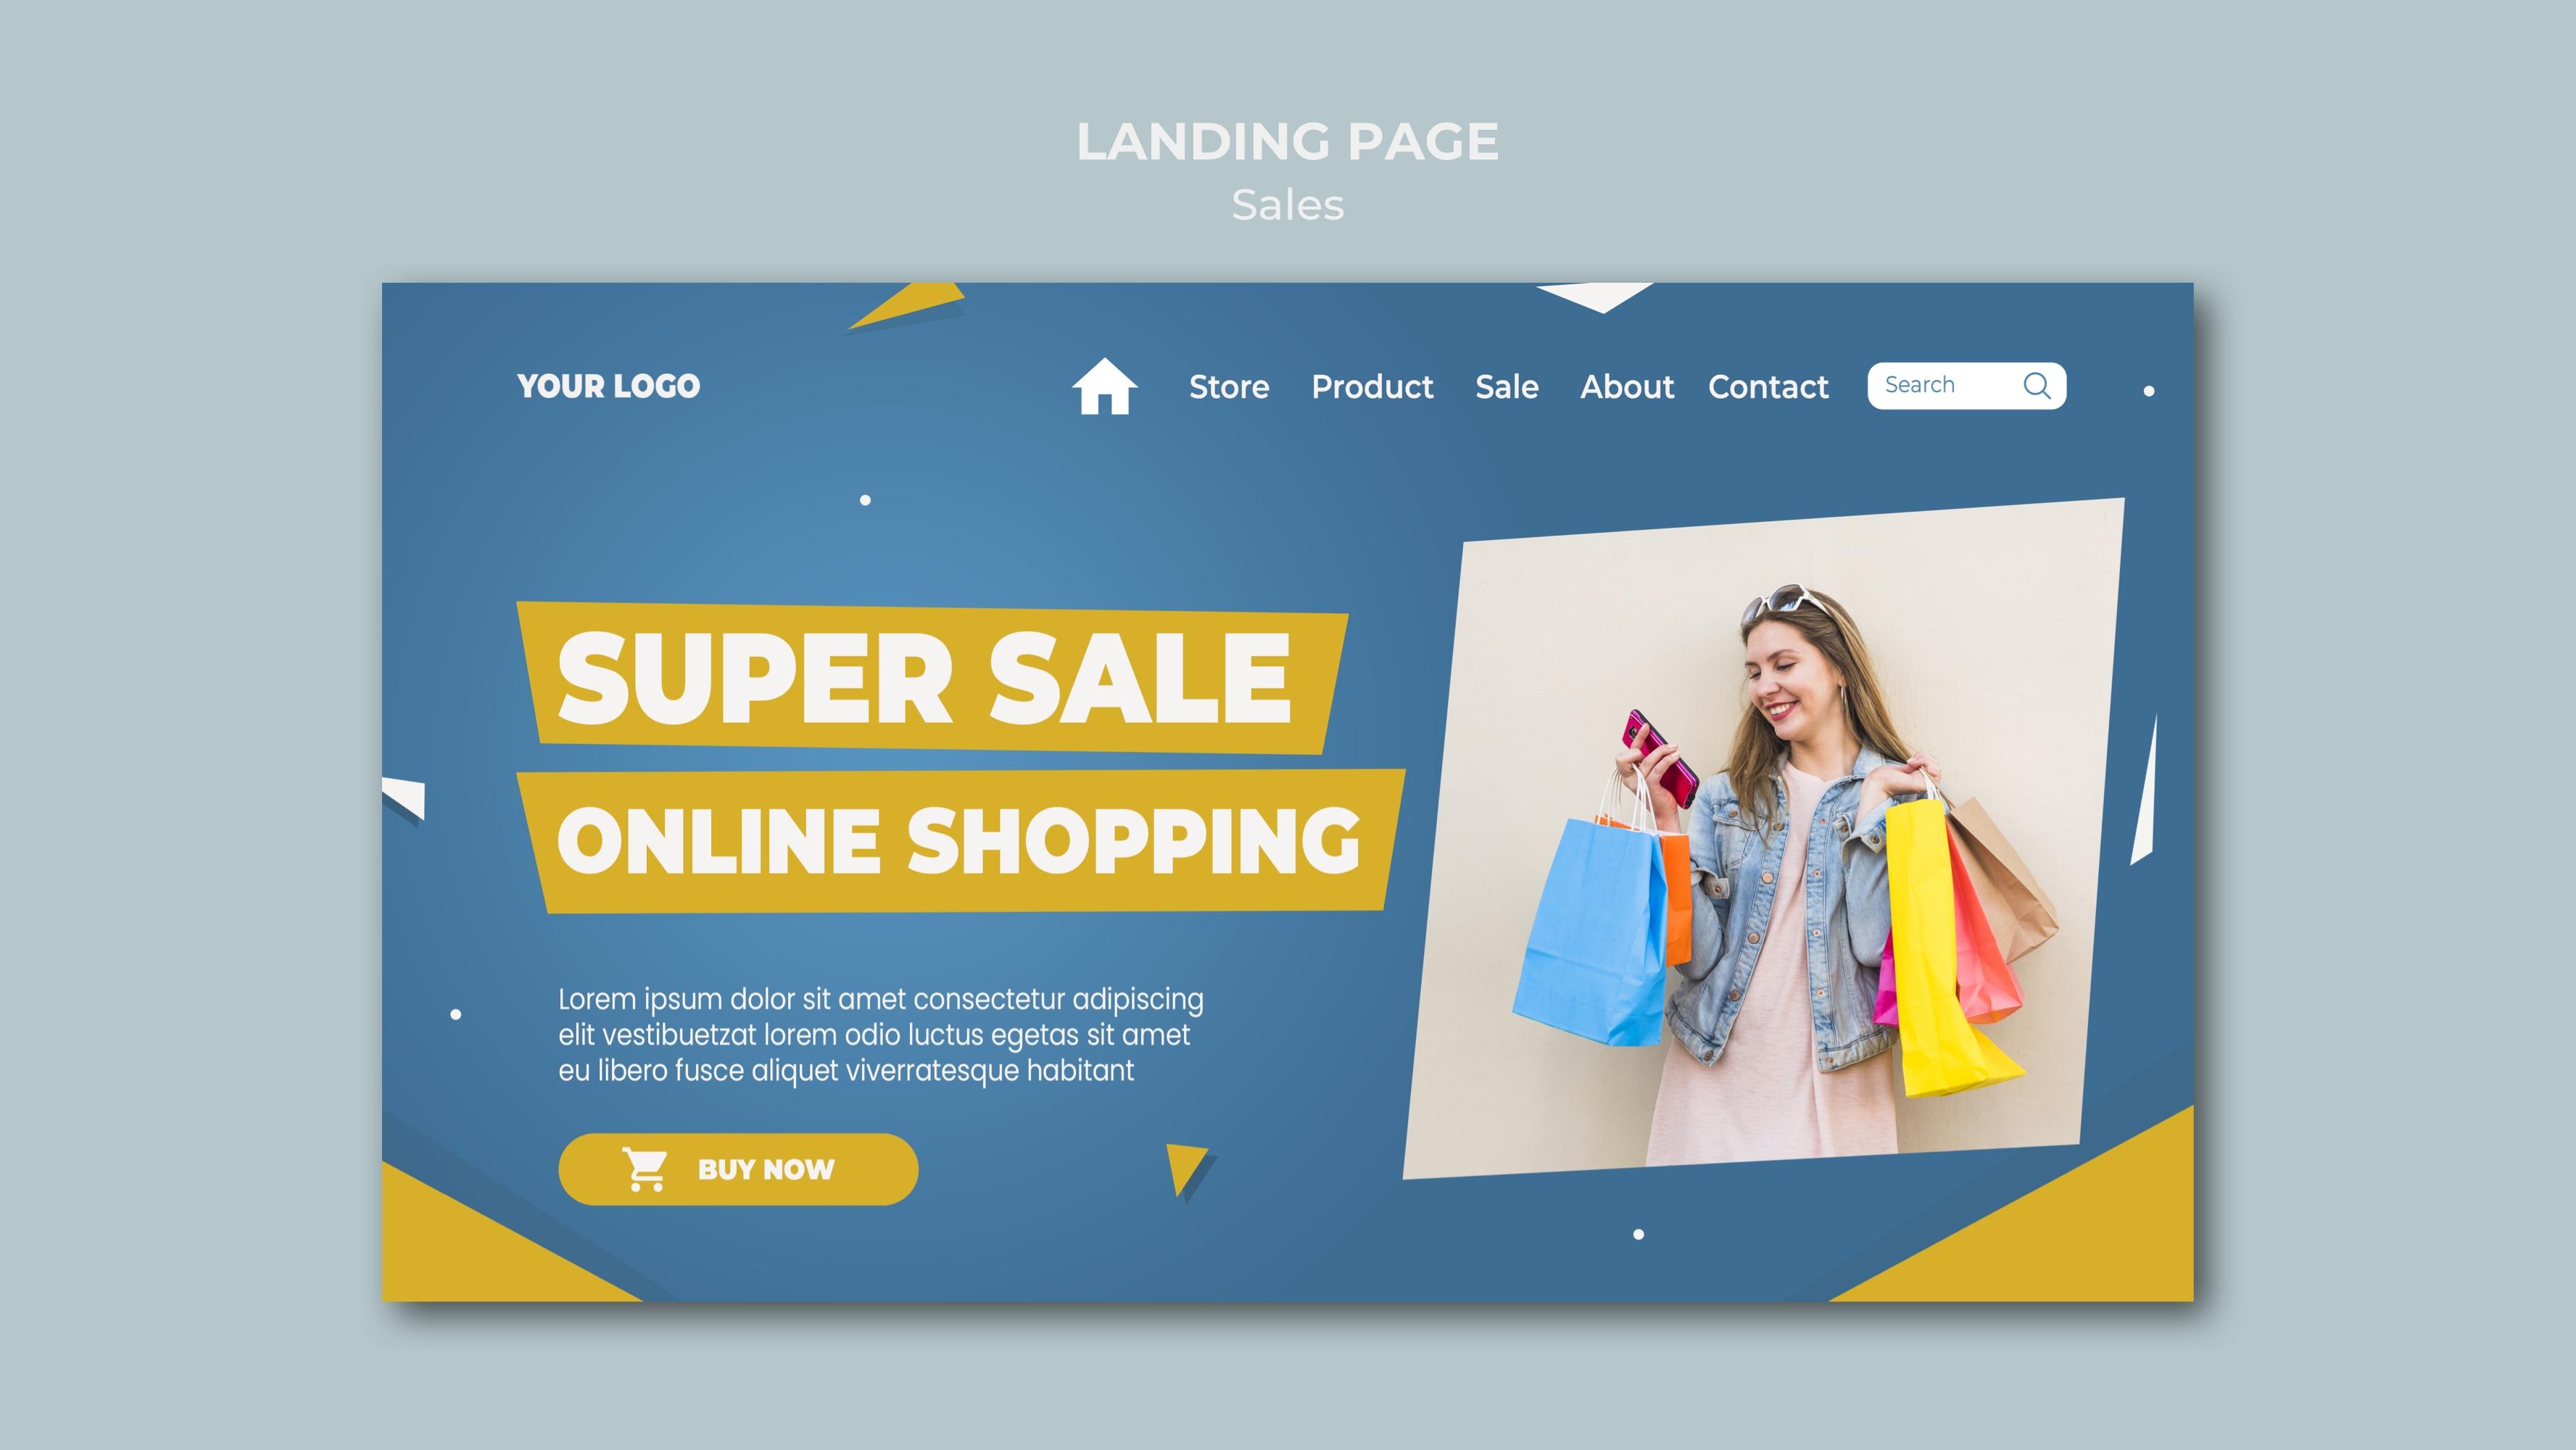 LANDING PAGE
Sales
YOUR LOGO
Store Product Sale About Contact Search
SUPER SALE
ONLINE SHOPPING
Lorem ipsum dolor sit amet consectetur adipiscing
elit vestibuetzat lorem odio luctus egetas sit amet
eu libero fusce aliquet viverratesque habitant
BUY NOW